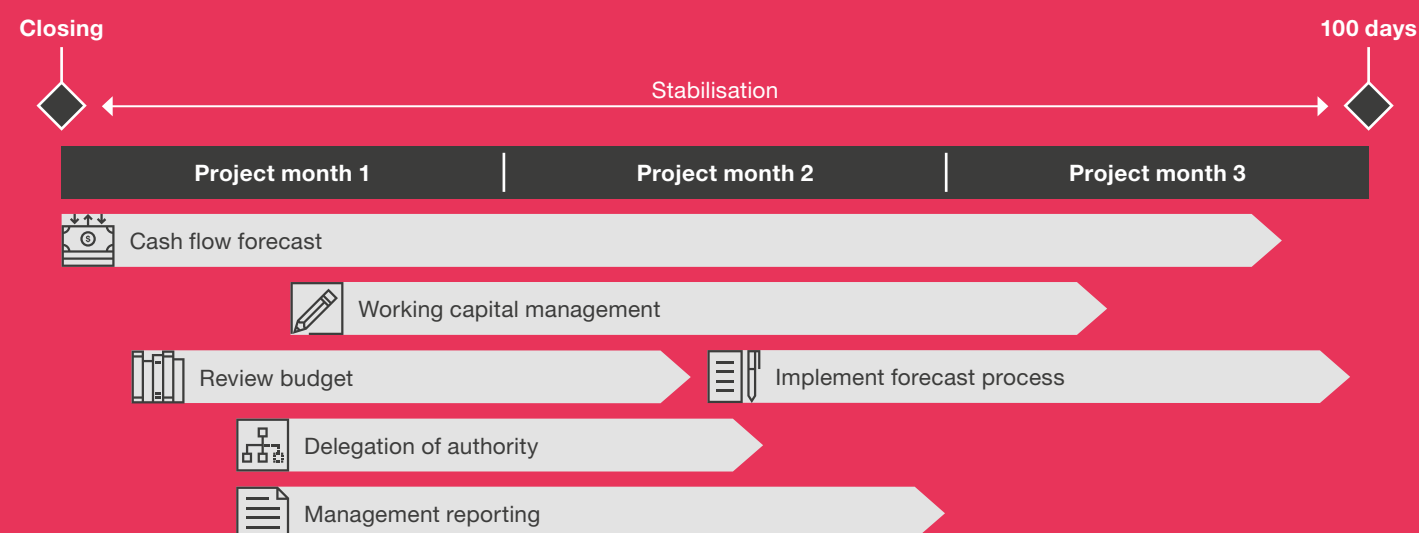 Closing
100 days
Stabilisation
Project month 1
Project month 2
Project month 3
Cash flow forecast
Working capital management
Review budget
Implement forecast process
Delegation of authority
Management reporting